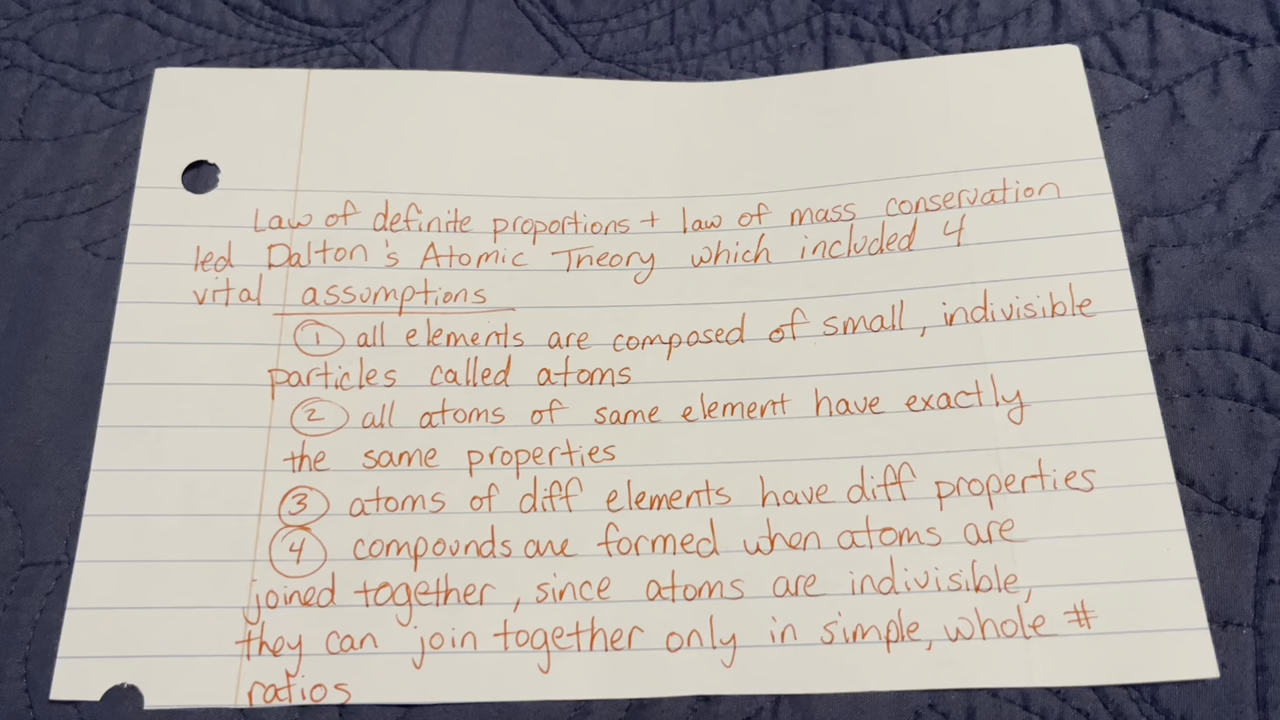 Law of definite proportions + law of mass conservation
led Dalton's Atomic Theory which included 4
vital assumptions
① all elements are composed of small, indivisible
particles called atoms
② all atoms of same element have exactly
the same properties
③ atoms of diff elements have diff properties
④ compounds are formed when atoms are
joined together, since atoms are indivisible,
they can join together only in simple, whole #
ratios